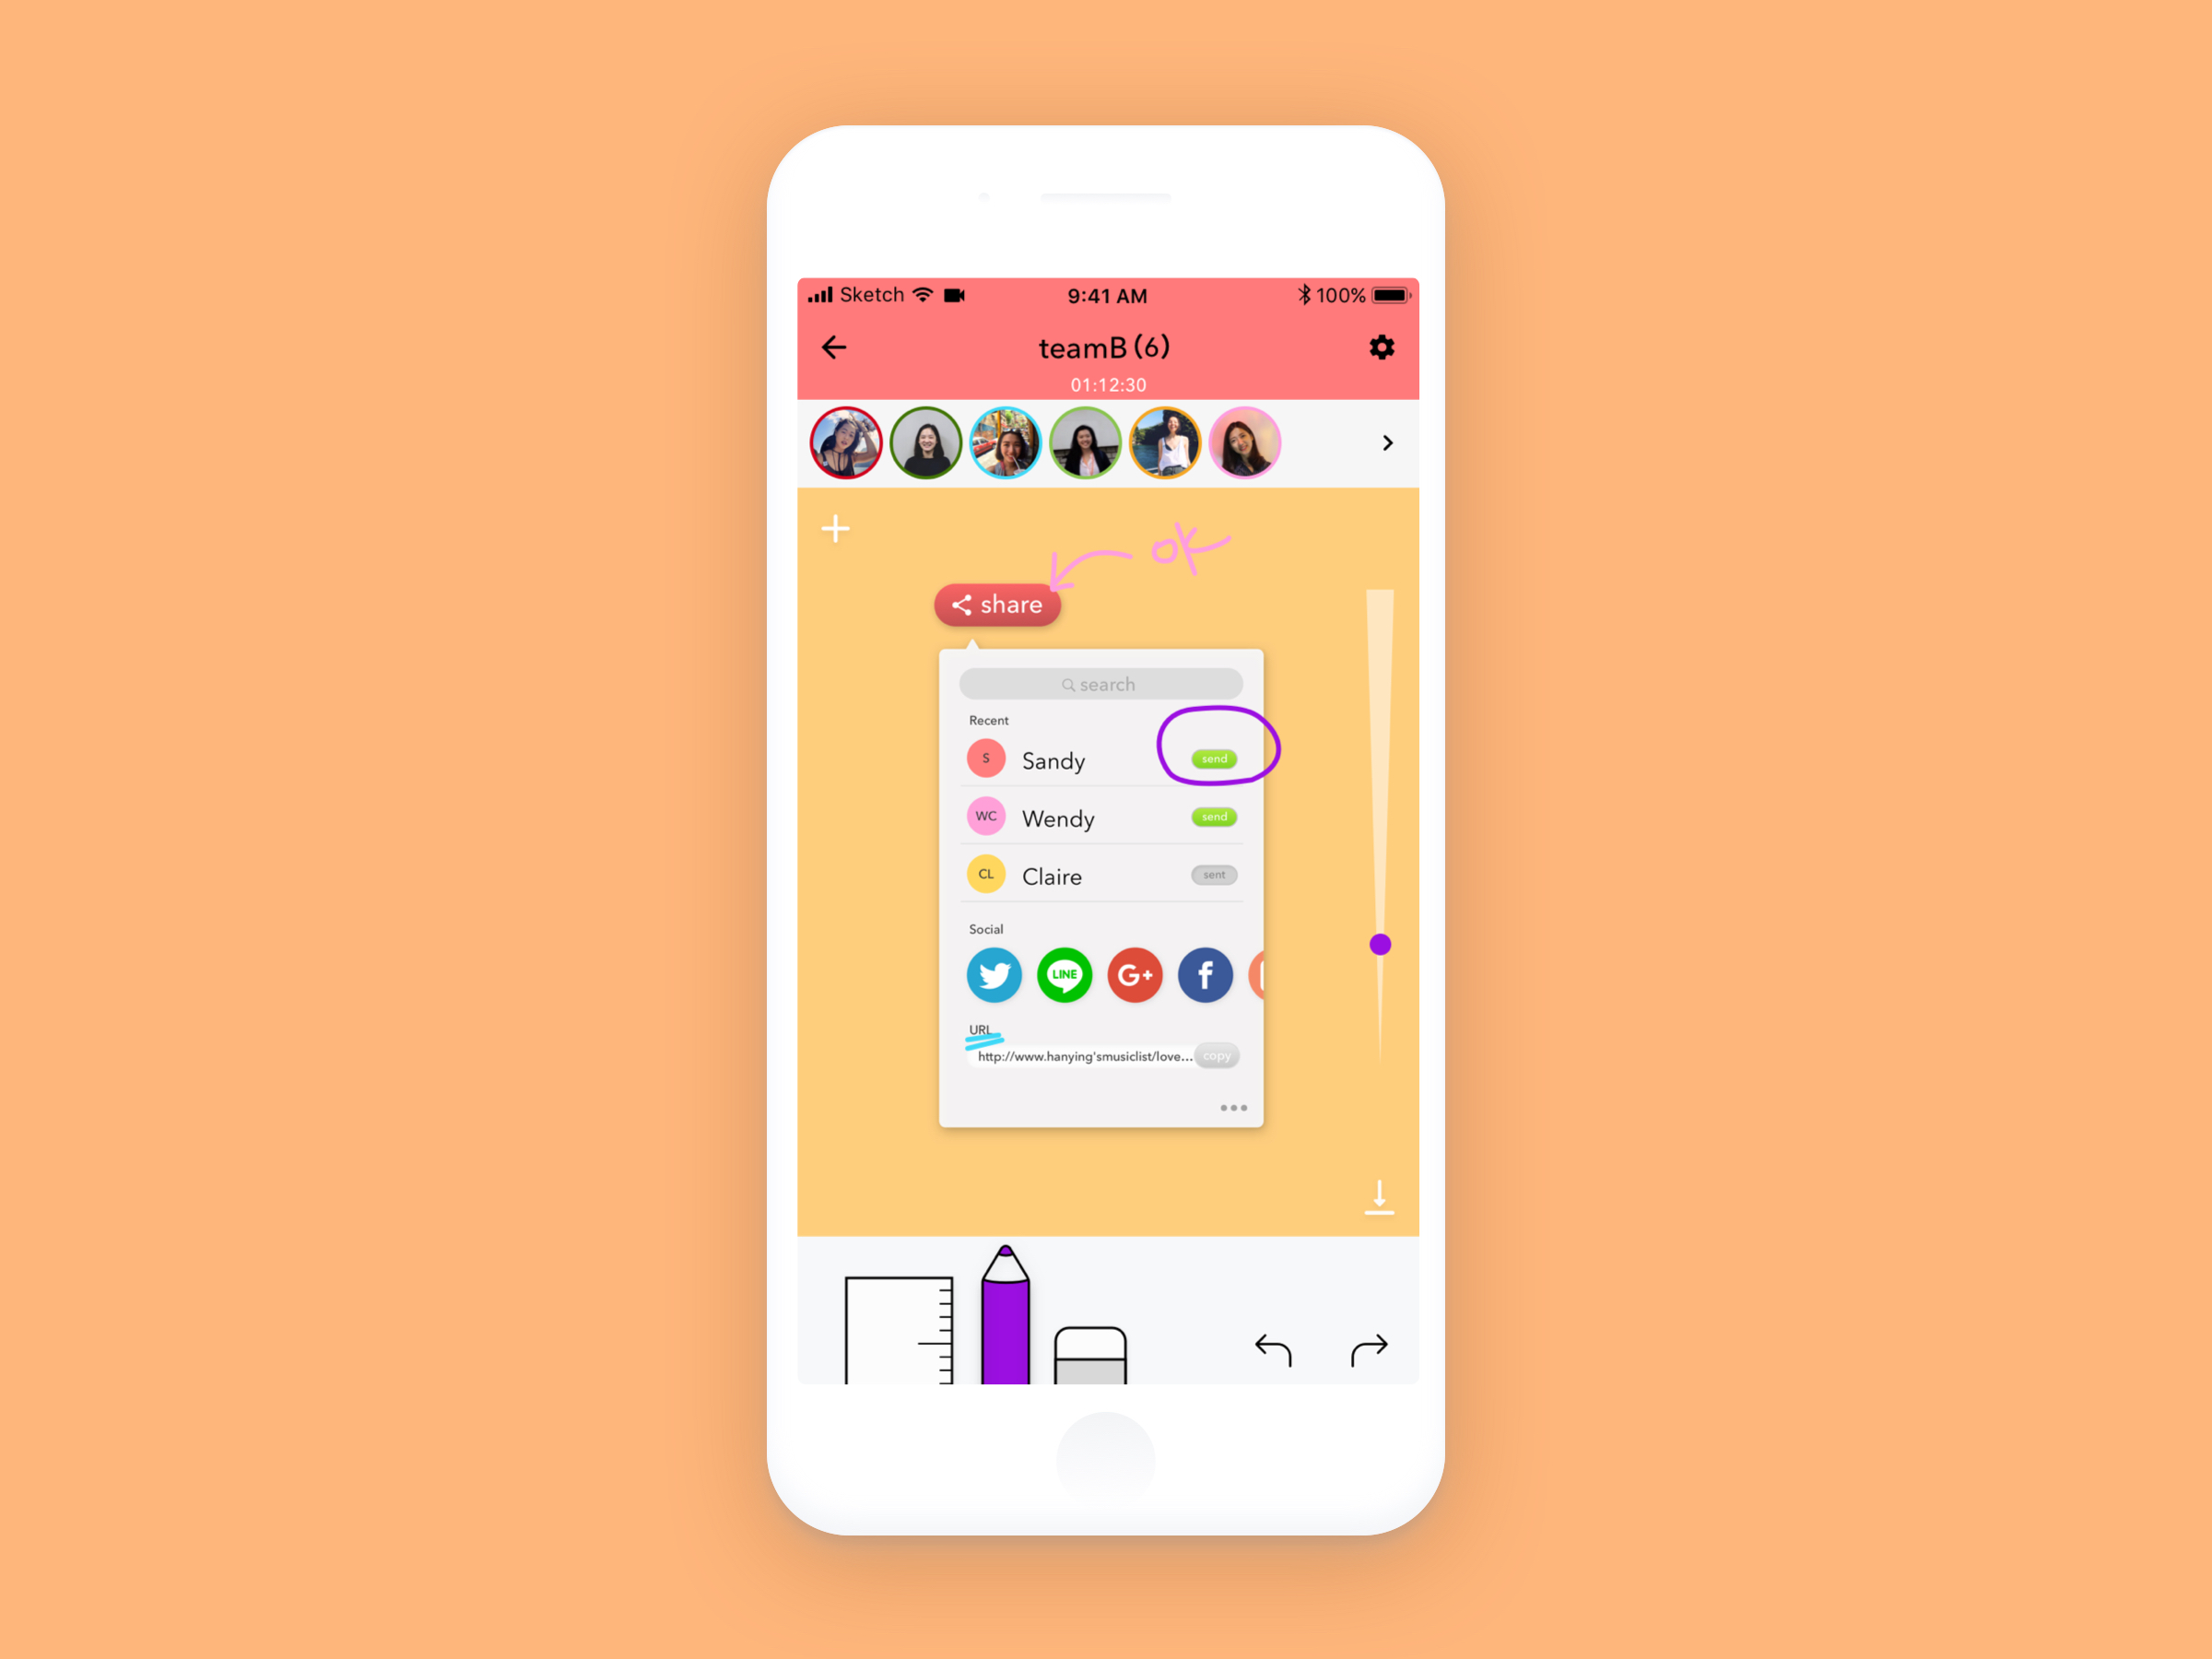 Sketch 9:41 AM 100%
teamB (6)
01:12:30
ok
share
search
Recent
S Sandy send
WC Wendy send
CL Claire sent
Social
LINE G+ f
URL
http://www.hanying'smusiclist/love... copy